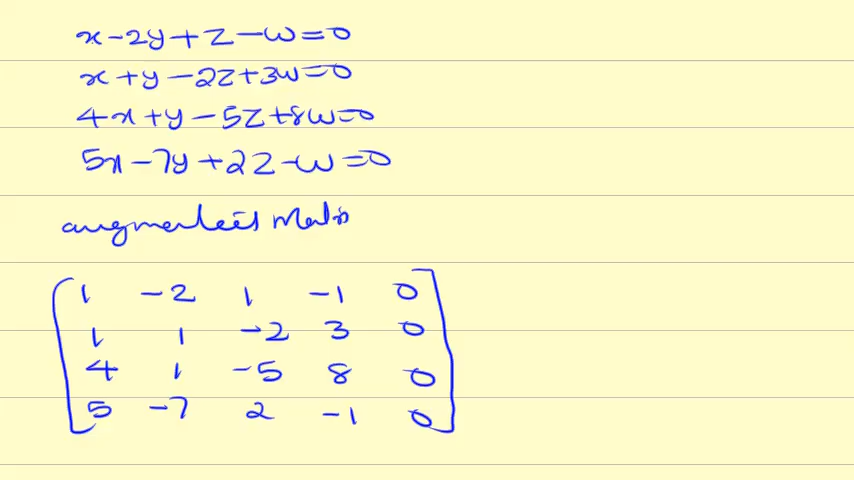 x-2y+z-w=0
x+y-2z+3w=0
4x+y-5z+8w=0
5x-7y+2z-w=0
augmented Matrix
1 -2 1 -1 0
1 1 -2 3 0
4 1 -5 8 0
5 -7 2 -1 0